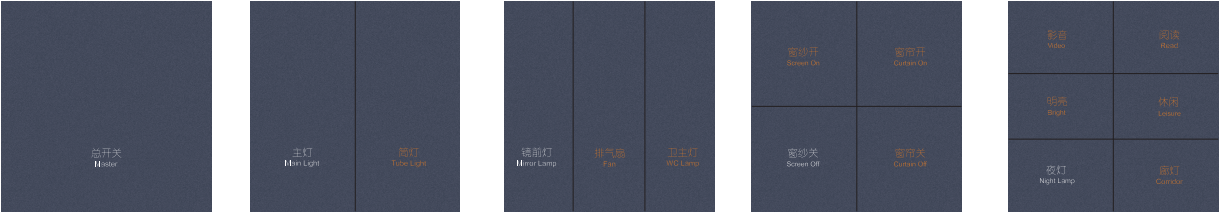 总开关
Master
主灯
Main Light
筒灯
Tube Light
镜前灯
Mirror Lamp
排气扇
Fan
卫主灯
WC Lamp
窗纱开
Screen On
窗帘开
Curtain On
窗纱关
Screen Off
窗帘关
Curtain Off
影音
Video
阅读
Read
明亮
Bright
休闲
Leisure
夜灯
Night Lamp
廊灯
Corridor